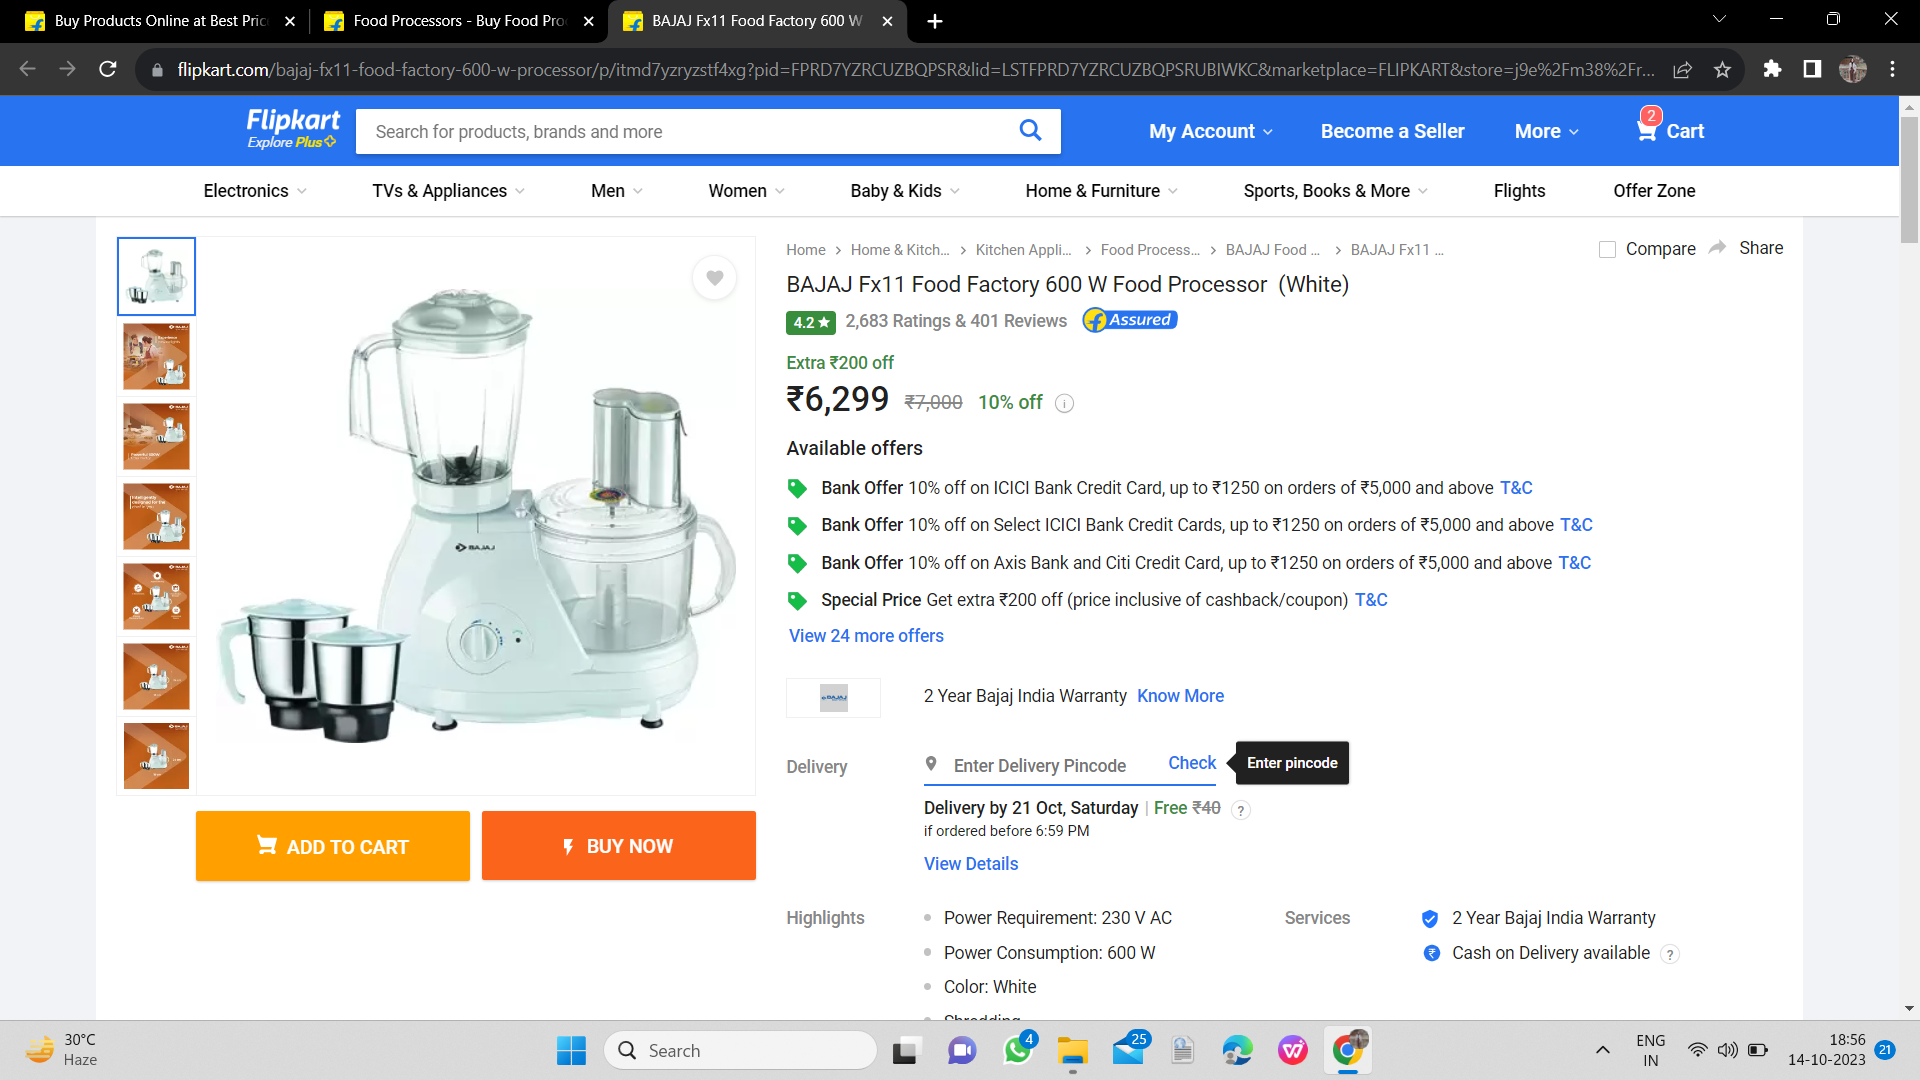 Buy Products Online at Best Pric
Food Processors - Buy Food Pro
BAJAJ Fx11 Food Factory 600 W
flipkart.com/bajaj-fx11-food-factory-600-w-processor/p/itmd7yzryzstf4xg?pid=FPRD7YZRCUZBQPSR&lid=LSTFPRD7YZRCUZBQPSRUBIWKC&marketplace=FLIPKART&store=j9e%2Fm38%2Fr...
Flipkart
Explore Plus
Search for products, brands and more
My Account
Become a Seller
More
2
Cart
Electronics
TVs & Appliances
Men
Women
Baby & Kids
Home & Furniture
Sports, Books & More
Flights
Offer Zone
Home
Home & Kitch...
Kitchen Appli...
Food Process...
BAJAJ Food ...
BAJAJ Fx11 ...
Compare
Share
BAJAJ Fx11 Food Factory 600 W Food Processor (White)
4.2 ★
2,683 Ratings & 401 Reviews
Assured
Extra ₹200 off
₹6,299 ₹7,000 10% off
Available offers
Bank Offer 10% off on ICICI Bank Credit Card, up to ₹1250 on orders of ₹5,000 and above T&C
Bank Offer 10% off on Select ICICI Bank Credit Cards, up to ₹1250 on orders of ₹5,000 and above T&C
Bank Offer 10% off on Axis Bank and Citi Credit Card, up to ₹1250 on orders of ₹5,000 and above T&C
Special Price Get extra ₹200 off (price inclusive of cashback/coupon) T&C
View 24 more offers
BAJAJ
BAJAJ
2 Year Bajaj India Warranty Know More
Delivery
Enter Delivery Pincode
Check
Enter pincode
Delivery by 21 Oct, Saturday | Free ₹40 ?
if ordered before 6:59 PM
View Details
ADD TO CART
BUY NOW
Highlights
Power Requirement: 230 V AC
Power Consumption: 600 W
Color: White
Shredding
Services
2 Year Bajaj India Warranty
Cash on Delivery available ?
30°C
Haze
Search
4
25
ENG
IN
18:56
14-10-2023
21